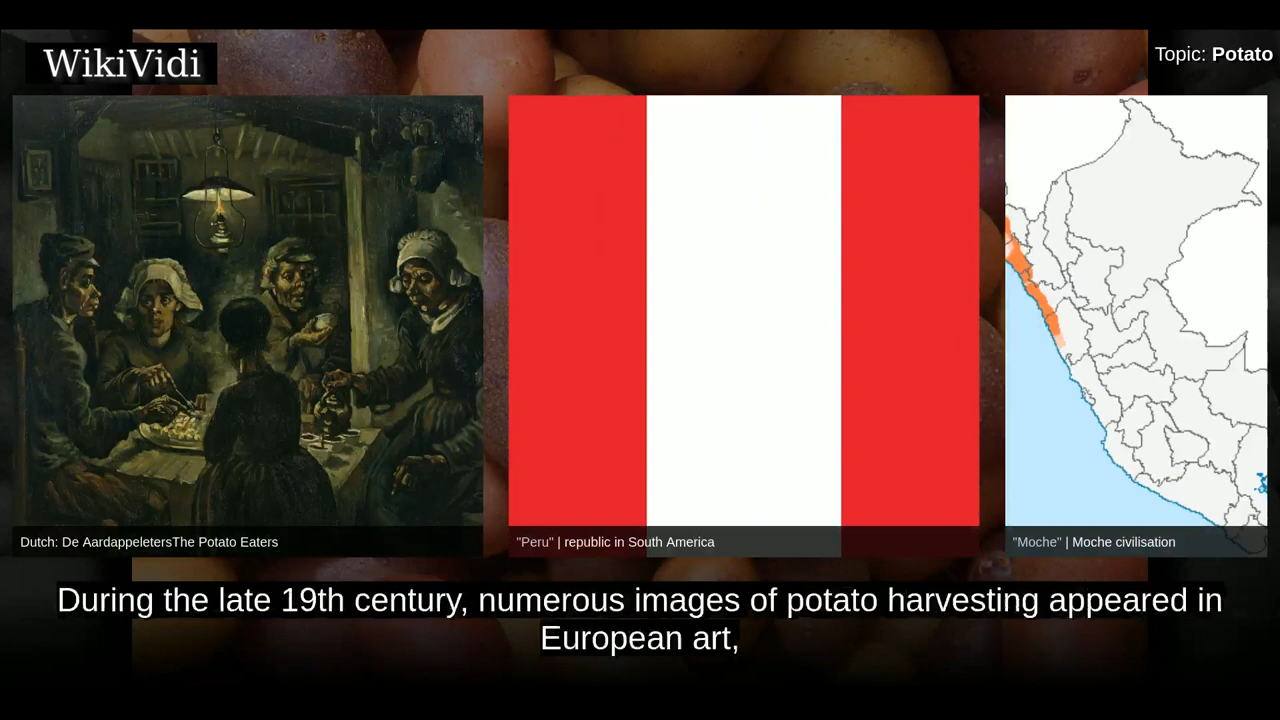 WikiVidi
Topic: Potato
Dutch: De AardappeletersThe Potato Eaters
"Peru" | republic in South America
"Moche" | Moche civilisation
During the late 19th century, numerous images of potato harvesting appeared in
European art,